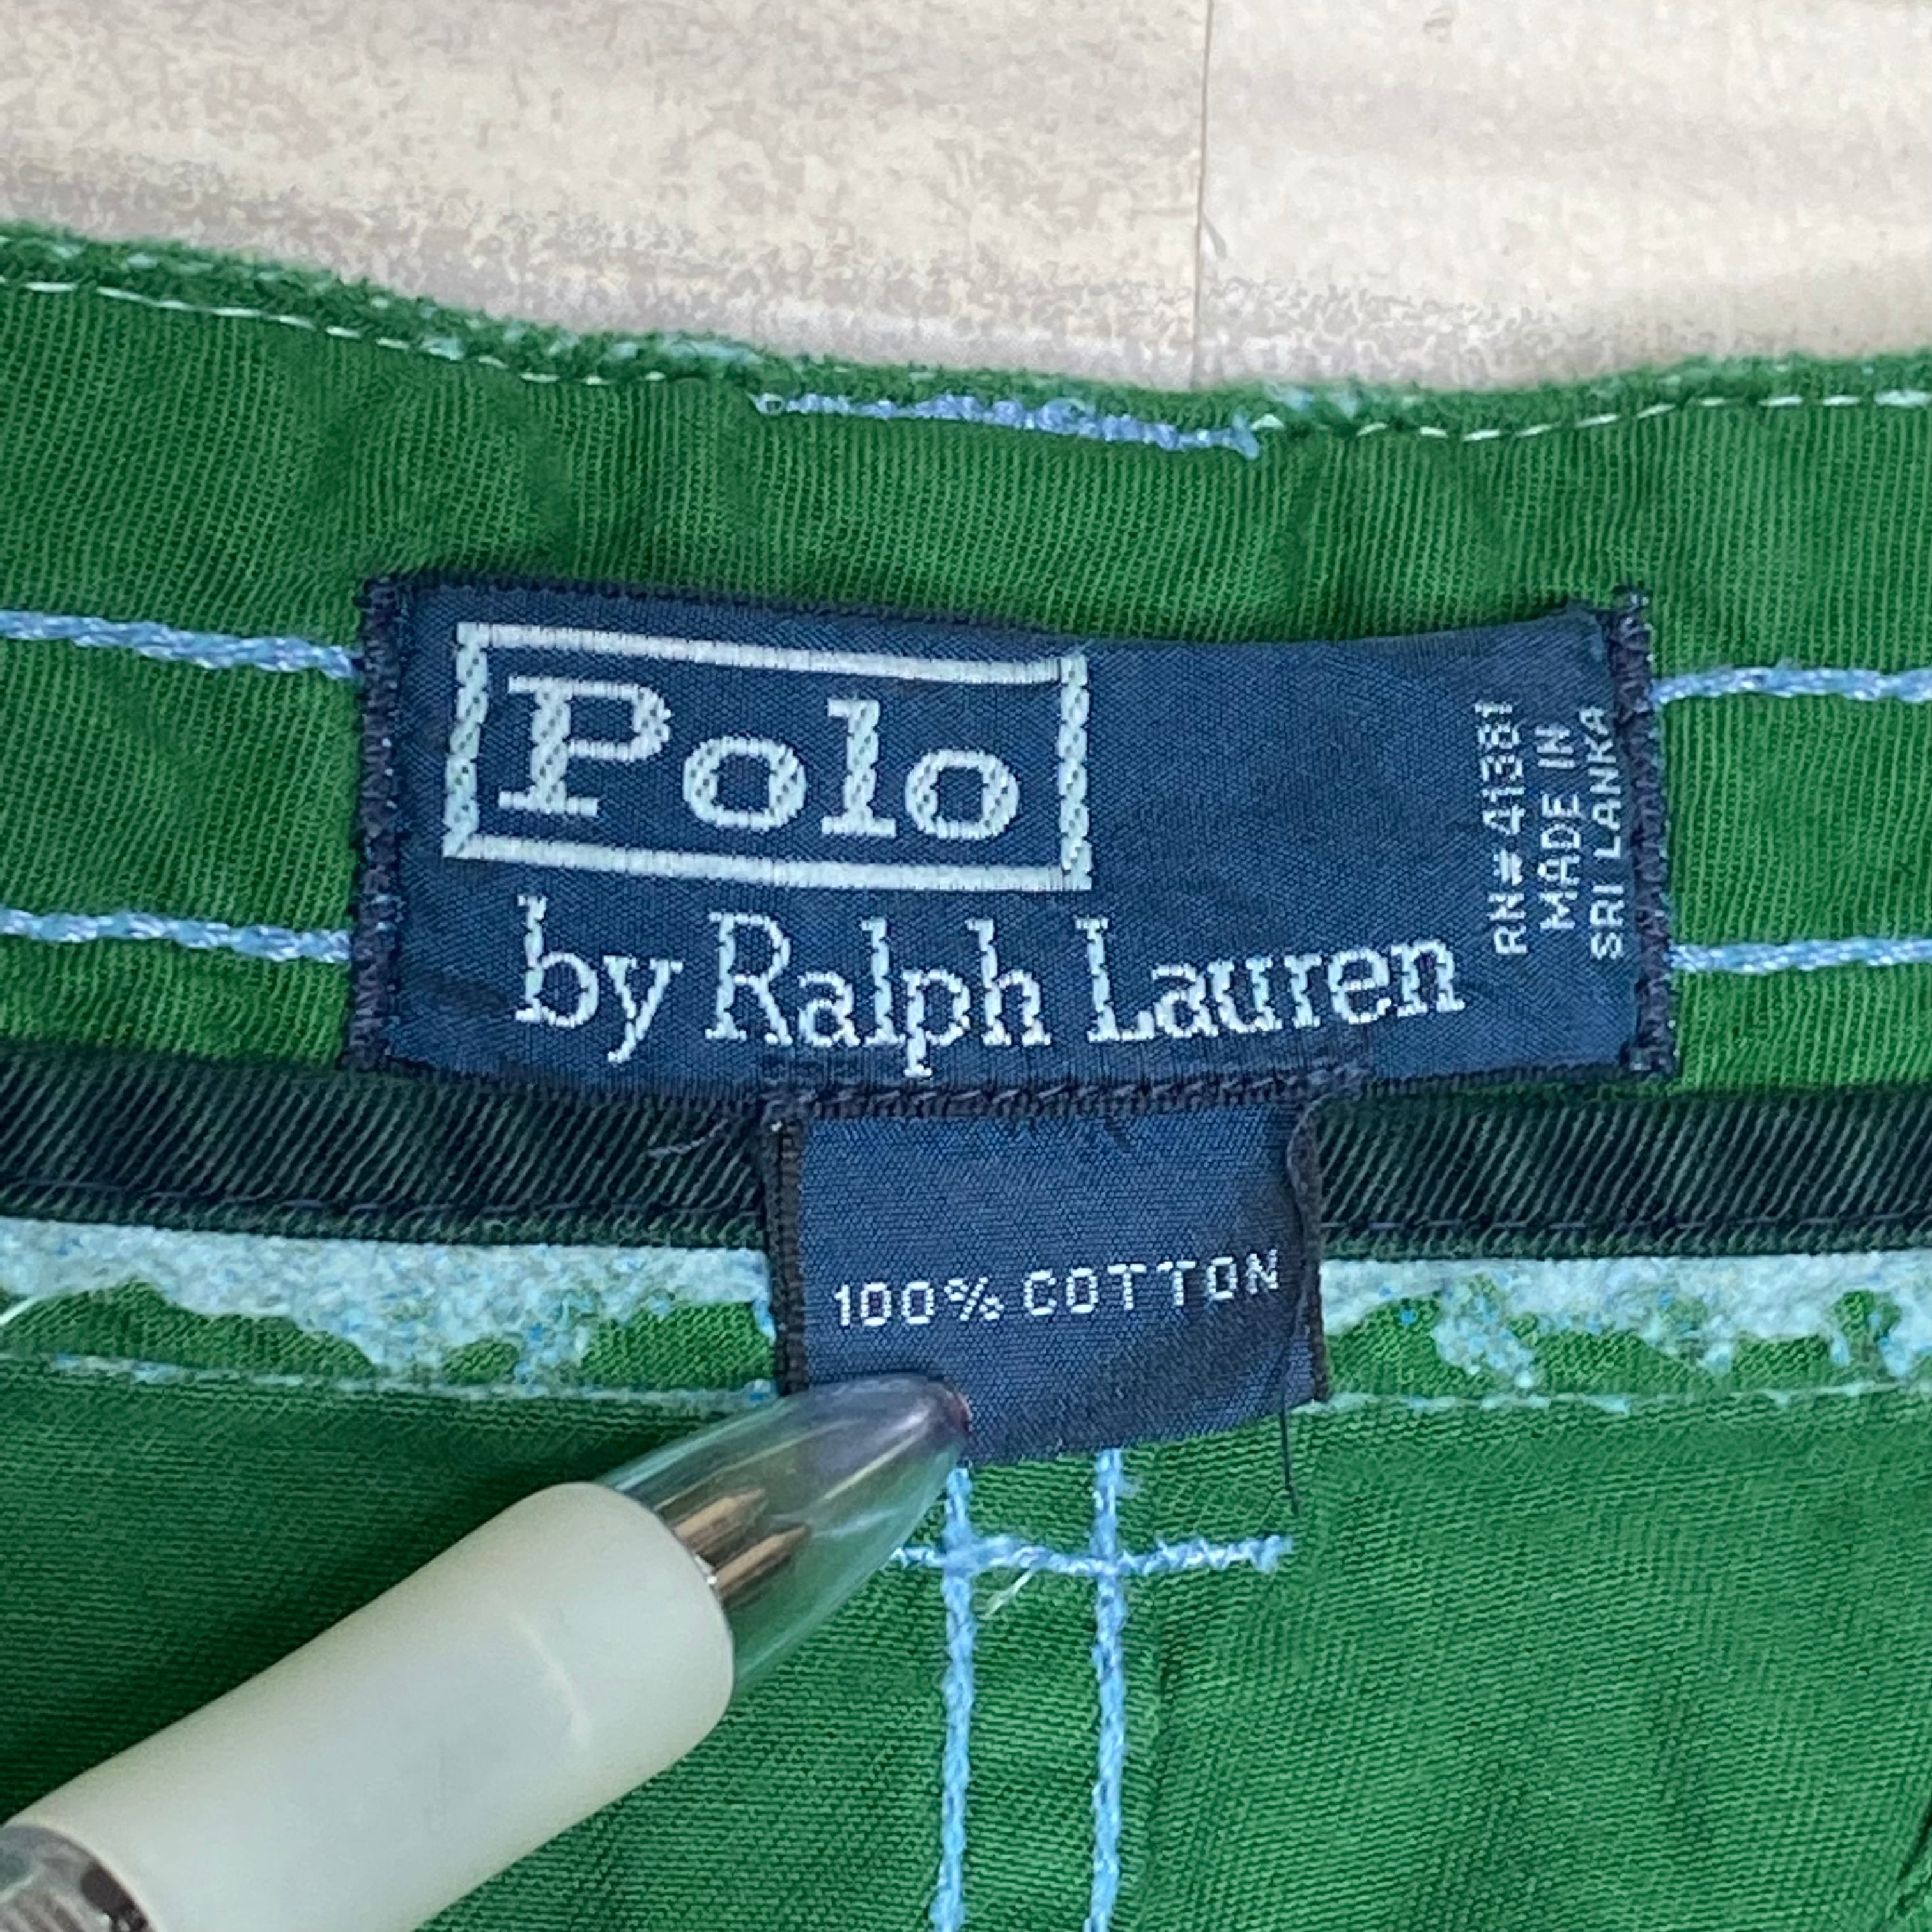 Polo
by Ralph Lauren
RN# 41381
MADE IN
SRI LANKA
100% COTTON